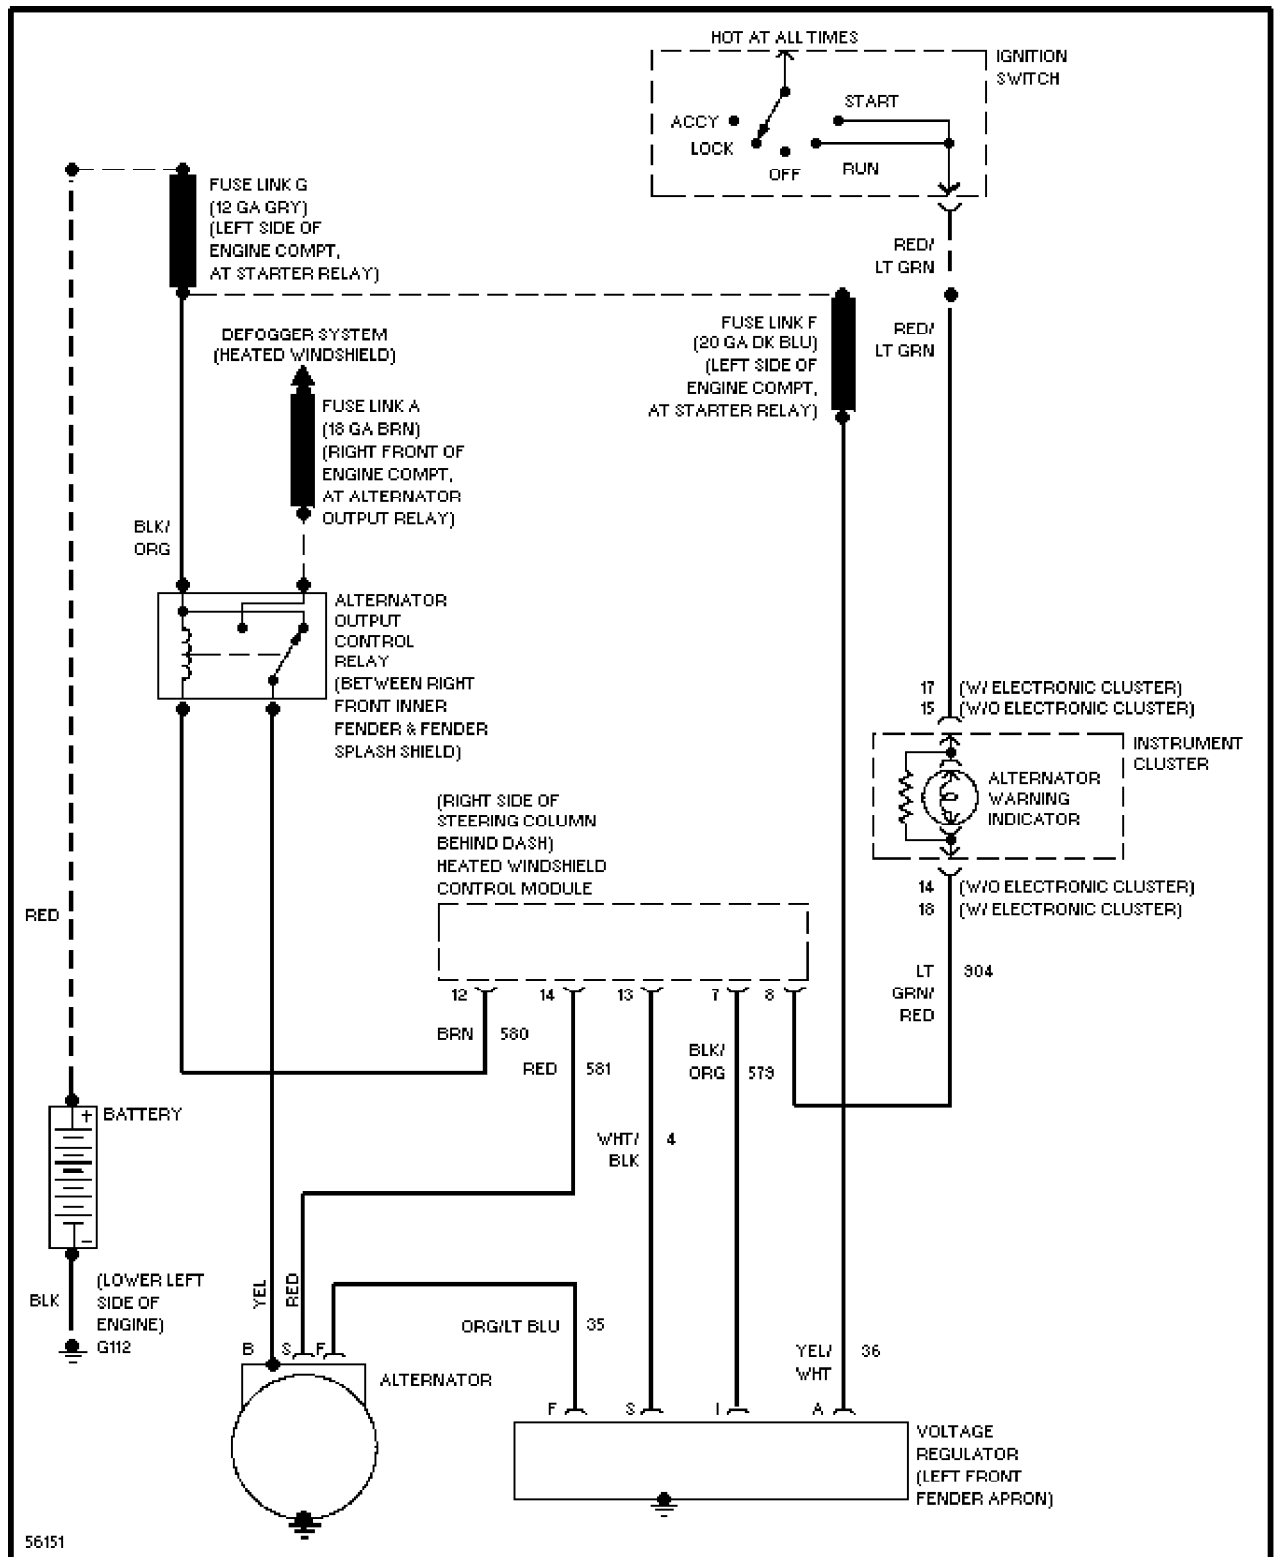 HOT AT ALL TIMES
IGNITION
SWITCH
START
ACCY
LOCK
OFF
RUN
FUSE LINK G
(12 GA GRY)
(LEFT SIDE OF
ENGINE COMPT,
AT STARTER RELAY)
RED/
LT GRN
DEFOGGER SYSTEM
(HEATED WINDSHIELD)
FUSE LINK F
(20 GA DK BLU)
(LEFT SIDE OF
ENGINE COMPT,
AT STARTER RELAY)
RED/
LT GRN
FUSE LINK A
(18 GA BRN)
(RIGHT FRONT OF
ENGINE COMPT,
AT ALTERNATOR
OUTPUT RELAY)
BLK/
ORG
ALTERNATOR
OUTPUT
CONTROL
RELAY
(BETWEEN RIGHT
FRONT INNER
FENDER & FENDER
SPLASH SHIELD)
17 (W/ ELECTRONIC CLUSTER)
15 (W/O ELECTRONIC CLUSTER)
INSTRUMENT
CLUSTER
ALTERNATOR
WARNING
INDICATOR
(RIGHT SIDE OF
STEERING COLUMN
BEHIND DASH)
HEATED WINDSHIELD
CONTROL MODULE
14 (W/O ELECTRONIC CLUSTER)
18 (W/ ELECTRONIC CLUSTER)
RED
LT 904
GRN/
RED
12 14 13 7 8
BRN 580
RED 581
BLK/
ORG 579
BATTERY
+
WHT/ 4
BLK
−
BLK
(LOWER LEFT
SIDE OF
ENGINE)
G112
YEL
RED
ORG/LT BLU 35
YEL/ 36
WHT
B S F
ALTERNATOR
F S I A
VOLTAGE
REGULATOR
(LEFT FRONT
FENDER APRON)
56151